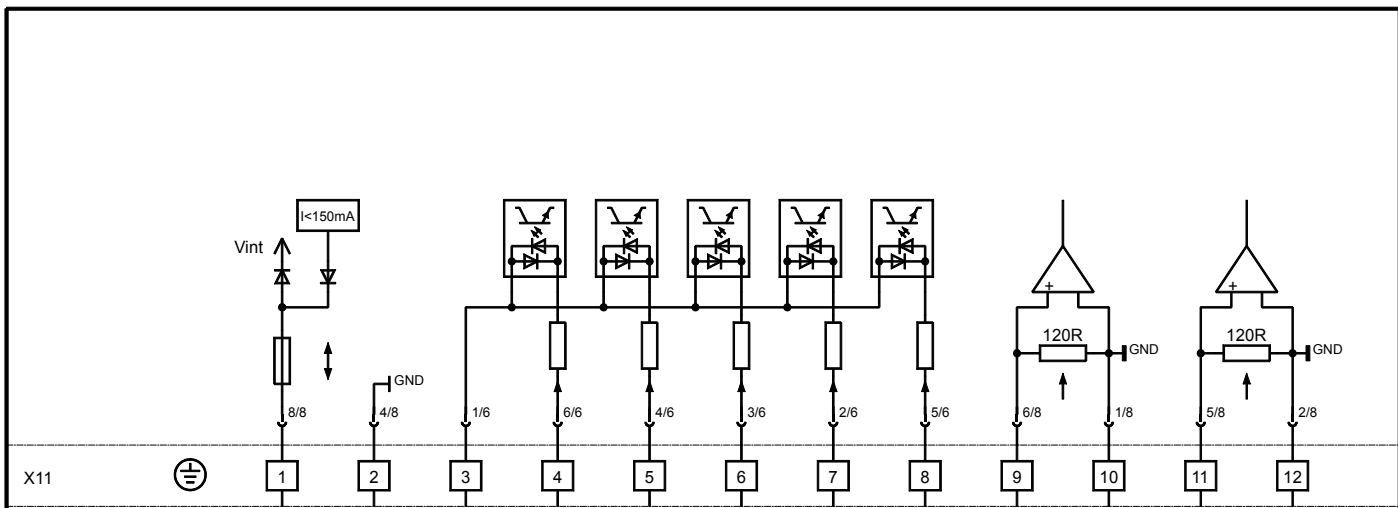 I<150mA
Vint
+ +
120R 120R
GND GND
GND
8/8 4/8 1/6 6/6 4/6 3/6 2/6 5/6 6/8 1/8 5/8 2/8
X11 1 2 3 4 5 6 7 8 9 10 11 12